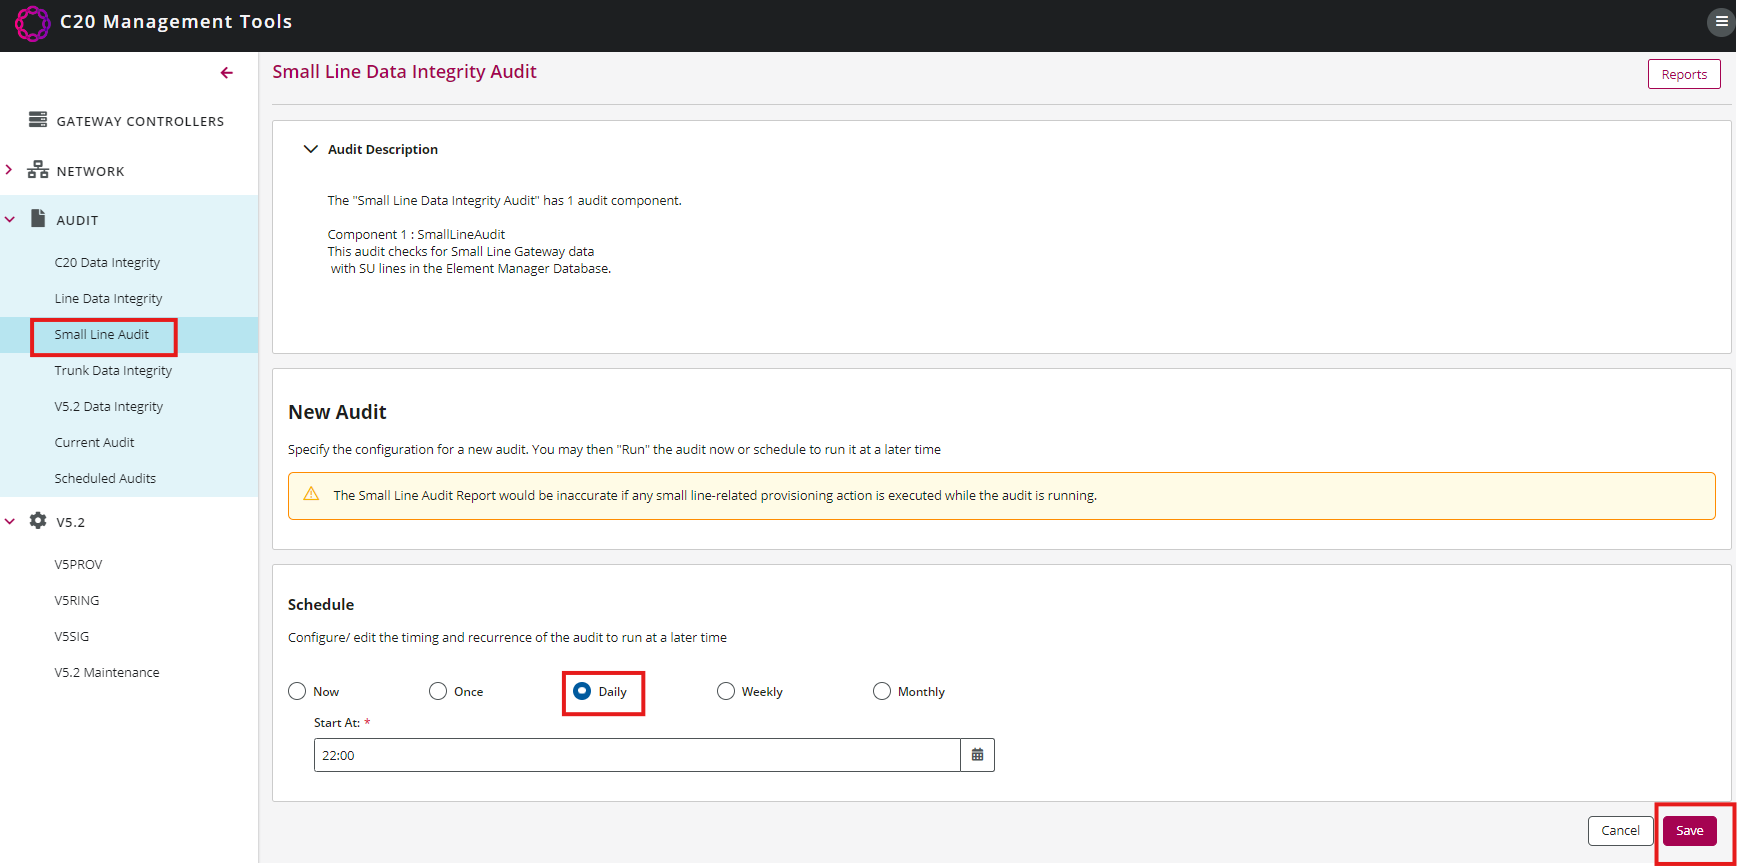 C20 Management Tools
GATEWAY CONTROLLERS
NETWORK
AUDIT
C20 Data Integrity
Line Data Integrity
Small Line Audit
Trunk Data Integrity
V5.2 Data Integrity
Current Audit
Scheduled Audits
V5.2
V5PROV
V5RING
V5SIG
V5.2 Maintenance
Small Line Data Integrity Audit
Reports
Audit Description
The "Small Line Data Integrity Audit" has 1 audit component.
Component 1 : SmallLineAudit
This audit checks for Small Line Gateway data
with SU lines in the Element Manager Database.
New Audit
Specify the configuration for a new audit. You may then "Run" the audit now or schedule to run it at a later time
The Small Line Audit Report would be inaccurate if any small line-related provisioning action is executed while the audit is running.
Schedule
Configure/ edit the timing and recurrence of the audit to run at a later time
Now Once Daily Weekly Monthly
Start At: *
22:00
Cancel Save